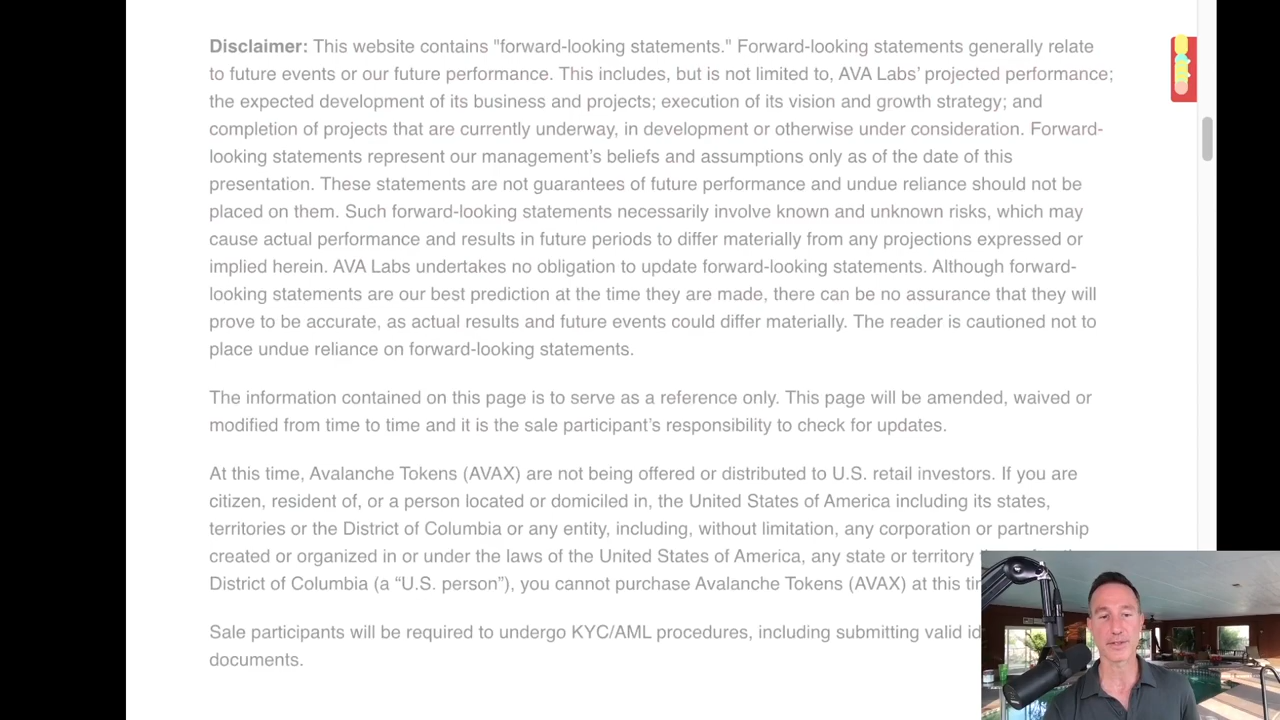 Disclaimer: This website contains "forward-looking statements." Forward-looking statements generally relate
to future events or our future performance. This includes, but is not limited to, AVA Labs’ projected performance;
the expected development of its business and projects; execution of its vision and growth strategy; and
completion of projects that are currently underway, in development or otherwise under consideration. Forward-
looking statements represent our management’s beliefs and assumptions only as of the date of this
presentation. These statements are not guarantees of future performance and undue reliance should not be
placed on them. Such forward-looking statements necessarily involve known and unknown risks, which may
cause actual performance and results in future periods to differ materially from any projections expressed or
implied herein. AVA Labs undertakes no obligation to update forward-looking statements. Although forward-
looking statements are our best prediction at the time they are made, there can be no assurance that they will
prove to be accurate, as actual results and future events could differ materially. The reader is cautioned not to
place undue reliance on forward-looking statements.
The information contained on this page is to serve as a reference only. This page will be amended, waived or
modified from time to time and it is the sale participant’s responsibility to check for updates.
At this time, Avalanche Tokens (AVAX) are not being offered or distributed to U.S. retail investors. If you are
citizen, resident of, or a person located or domiciled in, the United States of America including its states,
territories or the District of Columbia or any entity, including, without limitation, any corporation or partnership
created or organized in or under the laws of the United States of America, any state or territory
District of Columbia (a “U.S. person”), you cannot purchase Avalanche Tokens (AVAX) at this
Sale participants will be required to undergo KYC/AML procedures, including submitting valid
documents.